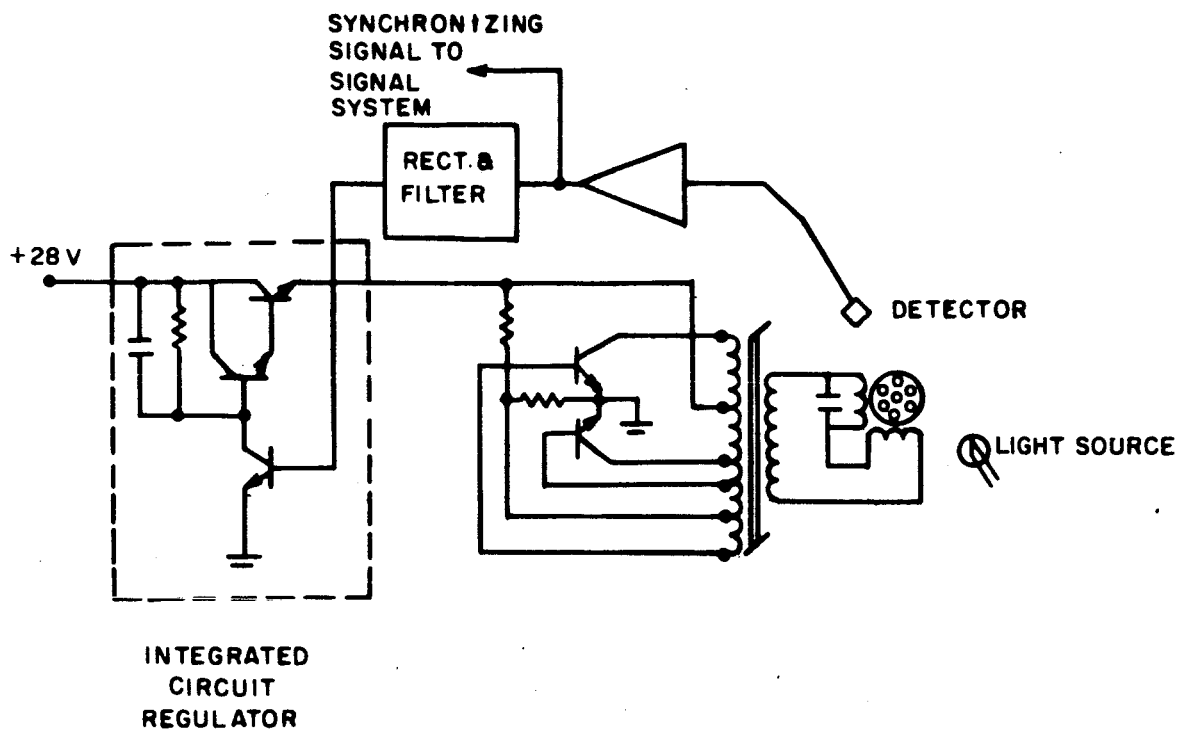 SYNCHRONIZING
SIGNAL TO
SIGNAL
SYSTEM
RECT. &
FILTER
+28 V
DETECTOR
LIGHT SOURCE
INTEGRATED
CIRCUIT
REGULATOR